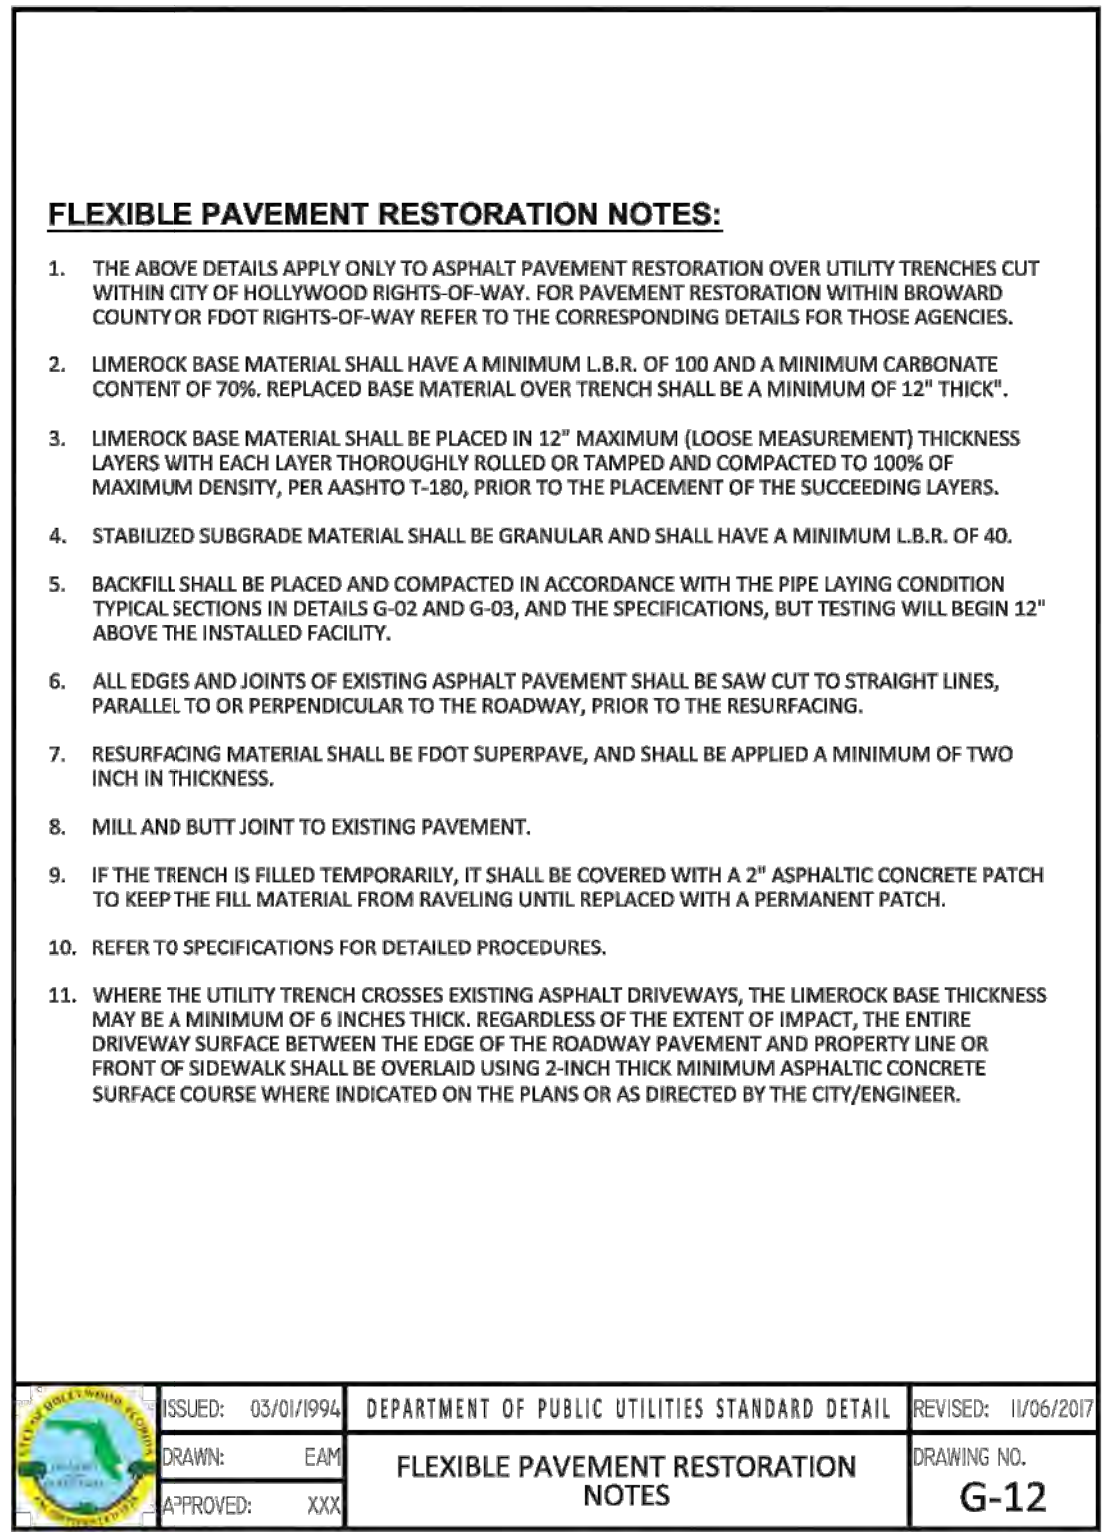 FLEXIBLE PAVEMENT RESTORATION NOTES:
1. THE ABOVE DETAILS APPLY ONLY TO ASPHALT PAVEMENT RESTORATION OVER UTILITY TRENCHES CUT
WITHIN CITY OF HOLLYWOOD RIGHTS-OF-WAY. FOR PAVEMENT RESTORATION WITHIN BROWARD
COUNTY OR FDOT RIGHTS-OF-WAY REFER TO THE CORRESPONDING DETAILS FOR THOSE AGENCIES.
2. LIMEROCK BASE MATERIAL SHALL HAVE A MINIMUM L.B.R. OF 100 AND A MINIMUM CARBONATE
CONTENT OF 70%. REPLACED BASE MATERIAL OVER TRENCH SHALL BE A MINIMUM OF 12" THICK".
3. LIMEROCK BASE MATERIAL SHALL BE PLACED IN 12" MAXIMUM (LOOSE MEASUREMENT) THICKNESS
LAYERS WITH EACH LAYER THOROUGHLY ROLLED OR TAMPED AND COMPACTED TO 100% OF
MAXIMUM DENSITY, PER AASHTO T-180, PRIOR TO THE PLACEMENT OF THE SUCCEEDING LAYERS.
4. STABILIZED SUBGRADE MATERIAL SHALL BE GRANULAR AND SHALL HAVE A MINIMUM L.B.R. OF 40.
5. BACKFILL SHALL BE PLACED AND COMPACTED IN ACCORDANCE WITH THE PIPE LAYING CONDITION
TYPICAL SECTIONS IN DETAILS G-02 AND G-03, AND THE SPECIFICATIONS, BUT TESTING WILL BEGIN 12"
ABOVE THE INSTALLED FACILITY.
6. ALL EDGES AND JOINTS OF EXISTING ASPHALT PAVEMENT SHALL BE SAW CUT TO STRAIGHT LINES,
PARALLEL TO OR PERPENDICULAR TO THE ROADWAY, PRIOR TO THE RESURFACING.
7. RESURFACING MATERIAL SHALL BE FDOT SUPERPAVE, AND SHALL BE APPLIED A MINIMUM OF TWO
INCH IN THICKNESS.
8. MILL AND BUTT JOINT TO EXISTING PAVEMENT.
9. IF THE TRENCH IS FILLED TEMPORARILY, IT SHALL BE COVERED WITH A 2" ASPHALTIC CONCRETE PATCH
TO KEEP THE FILL MATERIAL FROM RAVELING UNTIL REPLACED WITH A PERMANENT PATCH.
10. REFER TO SPECIFICATIONS FOR DETAILED PROCEDURES.
11. WHERE THE UTILITY TRENCH CROSSES EXISTING ASPHALT DRIVEWAYS, THE LIMEROCK BASE THICKNESS
MAY BE A MINIMUM OF 6 INCHES THICK. REGARDLESS OF THE EXTENT OF IMPACT, THE ENTIRE
DRIVEWAY SURFACE BETWEEN THE EDGE OF THE ROADWAY PAVEMENT AND PROPERTY LINE OR
FRONT OF SIDEWALK SHALL BE OVERLAID USING 2-INCH THICK MINIMUM ASPHALTIC CONCRETE
SURFACE COURSE WHERE INDICATED ON THE PLANS OR AS DIRECTED BY THE CITY/ENGINEER.
ISSUED: 03/01/1994
DRAWN: EAM
APPROVED: XXX
DEPARTMENT OF PUBLIC UTILITIES STANDARD DETAIL
FLEXIBLE PAVEMENT RESTORATION
NOTES
REVISED: 11/06/2017
DRAWING NO.
G-12